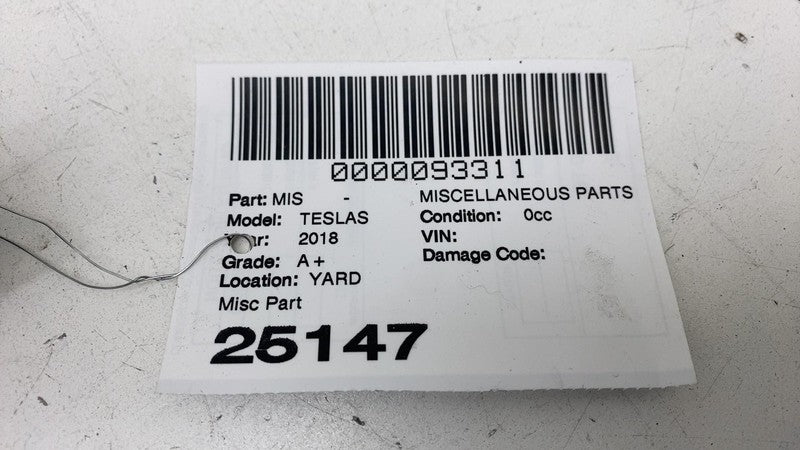 0000093311
Part: MIS - MISCELLANEOUS PARTS
Model: TESLAS Condition: 0cc
2018 VIN:
Grade: A+ Damage Code:
Location: YARD
Misc Part
25147